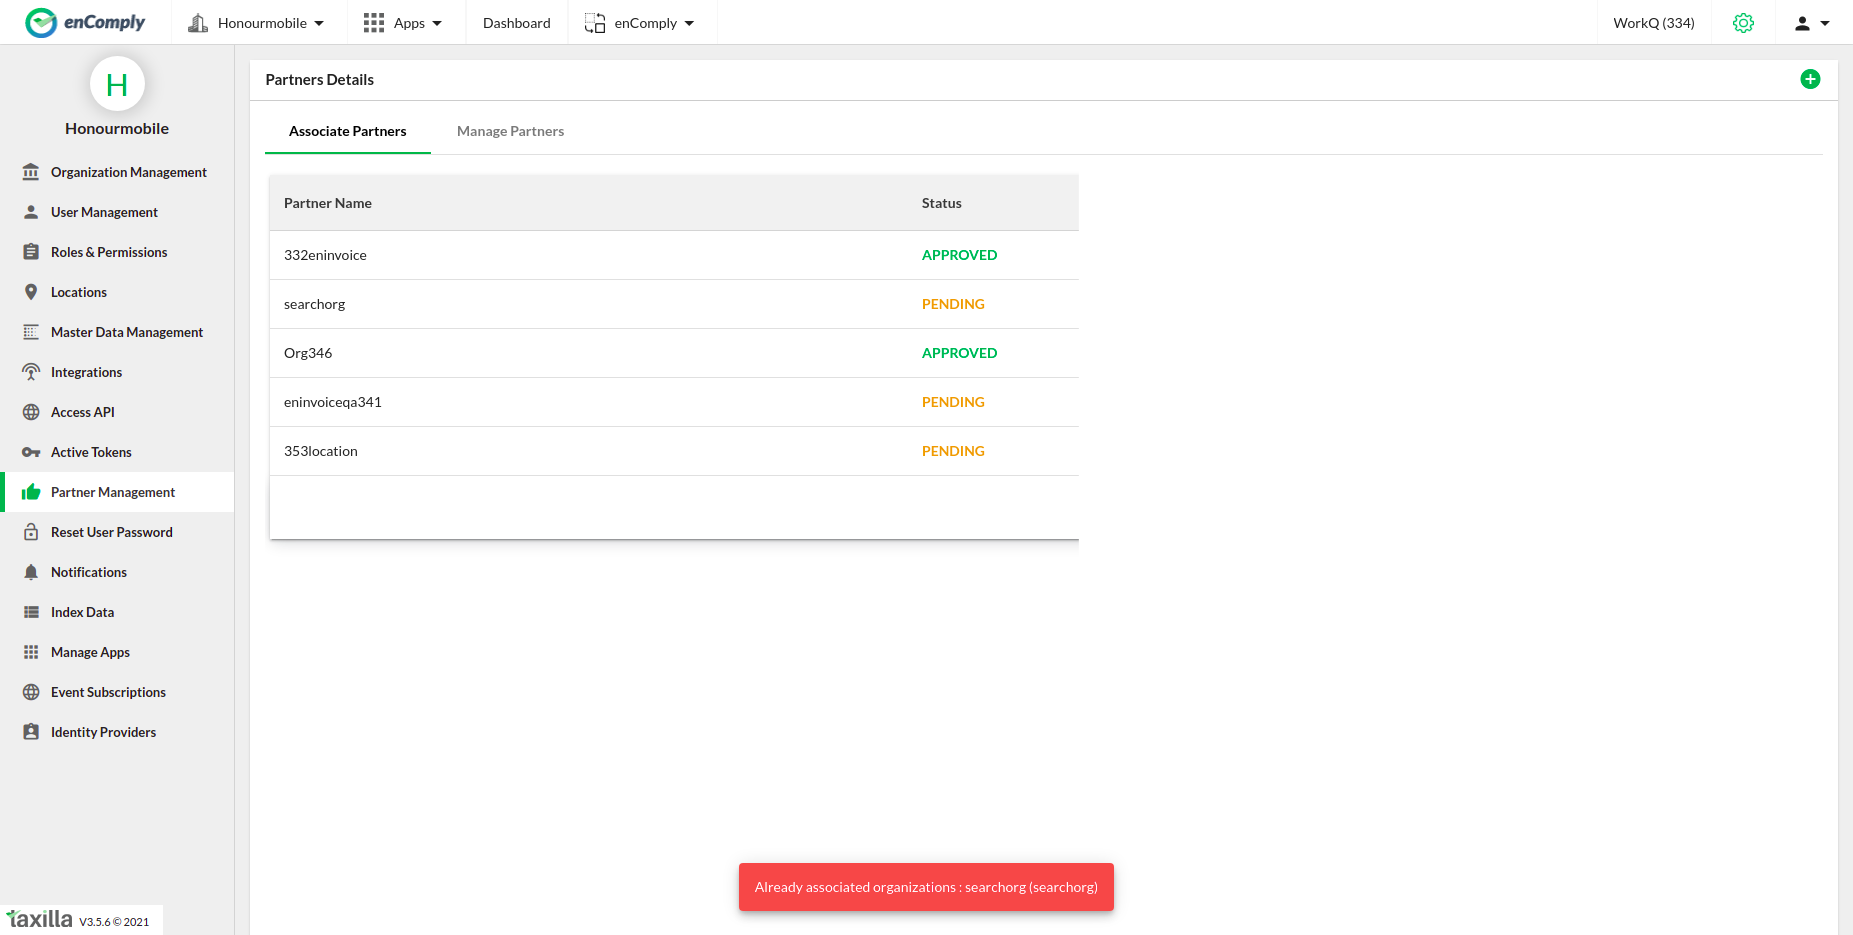 enComply
Honourmobile
Apps
Dashboard
enComply
WorkQ (334)
H
Honourmobile
Organization Management
User Management
Roles & Permissions
Locations
Master Data Management
Integrations
Access API
Active Tokens
Partner Management
Reset User Password
Notifications
Index Data
Manage Apps
Event Subscriptions
Identity Providers
taxilla V3.5.6 © 2021
Partners Details
Associate Partners Manage Partners
Partner Name Status
332eninvoice APPROVED
searchorg PENDING
Org346 APPROVED
eninvoiceqa341 PENDING
353location PENDING
Already associated organizations : searchorg (searchorg)